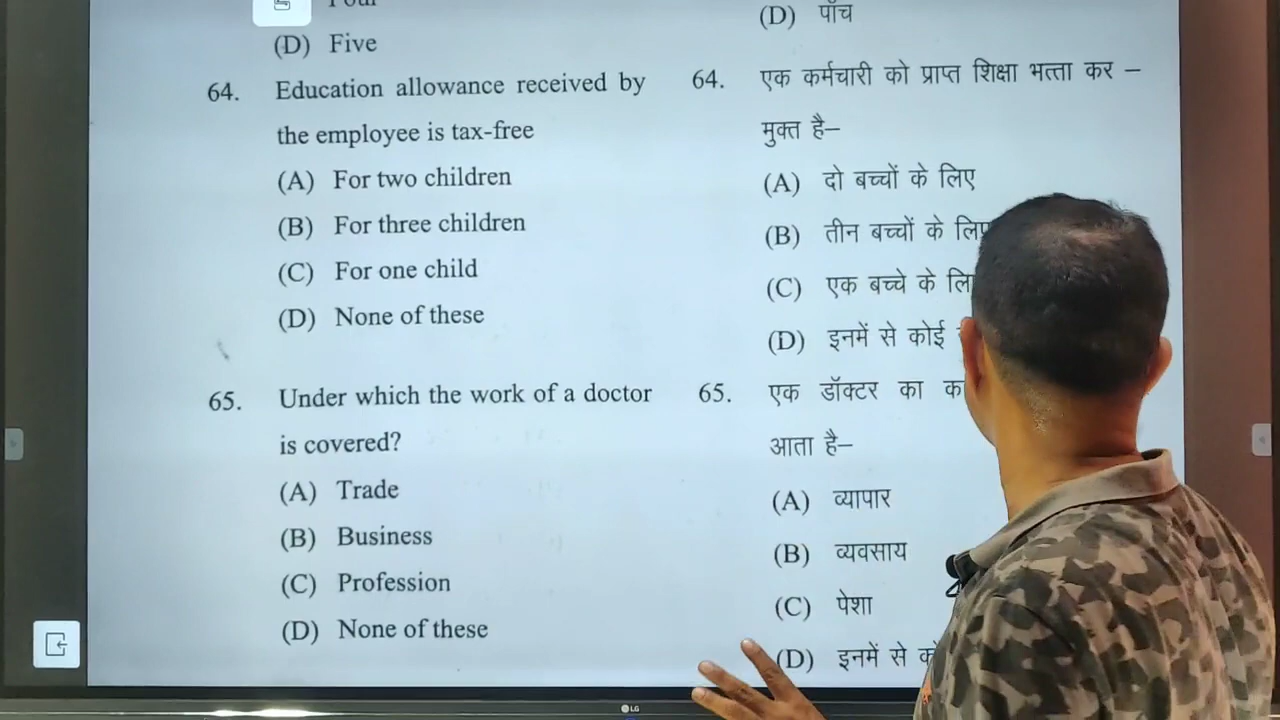 (D) Five
64. Education allowance received by
the employee is tax-free
(A) For two children
(B) For three children
(C) For one child
(D) None of these
65. Under which the work of a doctor
is covered?
(A) Trade
(B) Business
(C) Profession
(D) None of these
(D) पाँच
64. एक कर्मचारी को प्राप्त शिक्षा भत्ता कर –
मुक्त है–
(A) दो बच्चों के लिए
(B) तीन बच्चों के लिए
(C) एक बच्चे के
(D) इनमें से कोई
65. एक डॉक्टर का
आता है–
(A) व्यापार
(B) व्यवसाय
(C) पेशा
(D) इनमें से
LG